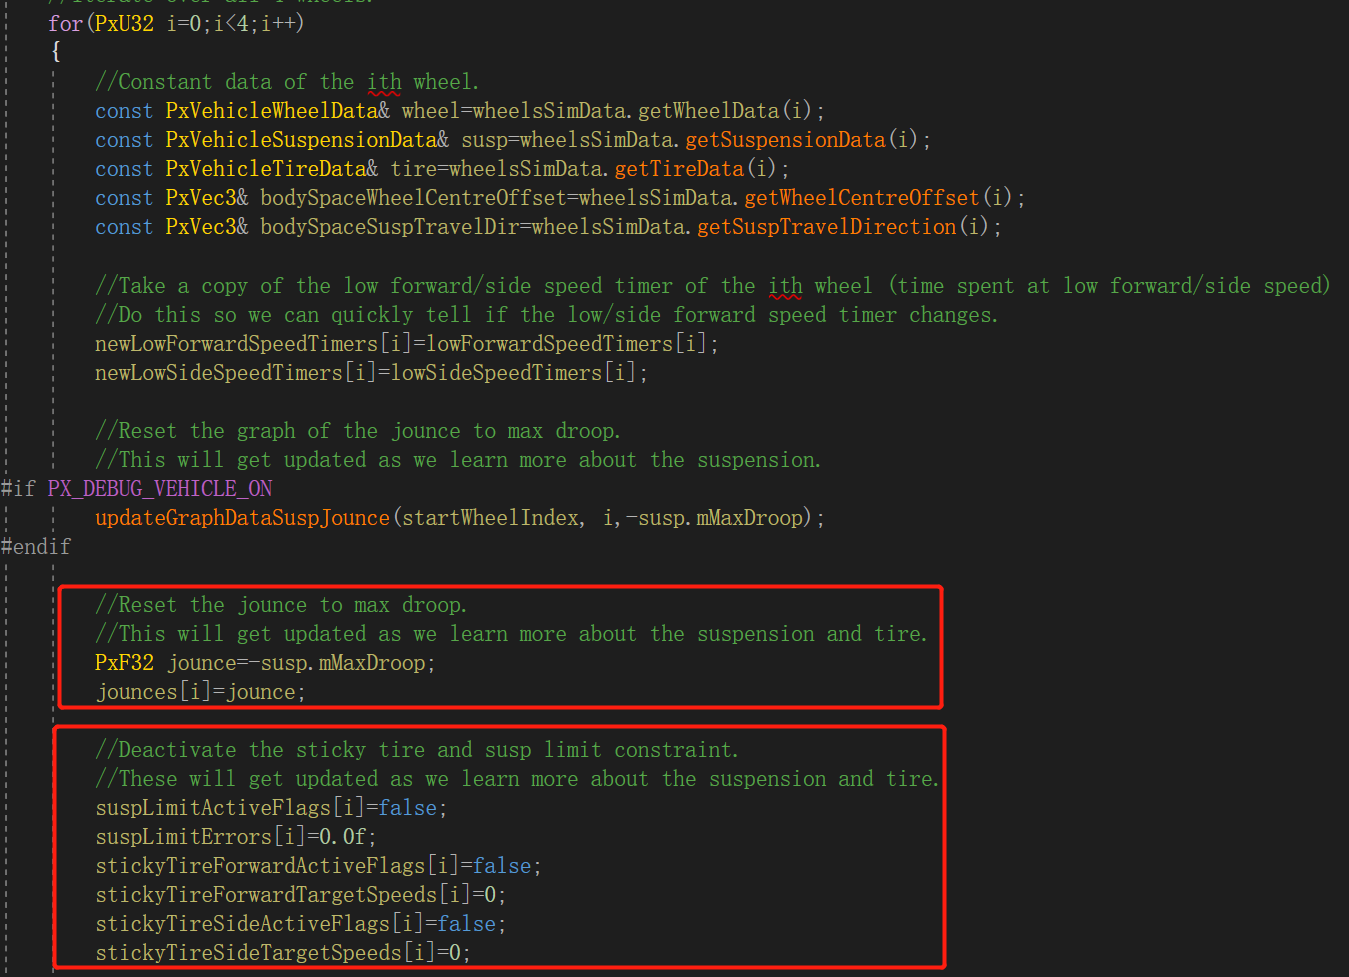 //Iterate over all 4 wheels.
for(PxU32 i=0;i<4;i++)
{
//Constant data of the ith wheel.
const PxVehicleWheelData& wheel=wheelsSimData.getWheelData(i);
const PxVehicleSuspensionData& susp=wheelsSimData.getSuspensionData(i);
const PxVehicleTireData& tire=wheelsSimData.getTireData(i);
const PxVec3& bodySpaceWheelCentreOffset=wheelsSimData.getWheelCentreOffset(i);
const PxVec3& bodySpaceSuspTravelDir=wheelsSimData.getSuspTravelDirection(i);
//Take a copy of the low forward/side speed timer of the ith wheel (time spent at low forward/side speed)
//Do this so we can quickly tell if the low/side forward speed timer changes.
newLowForwardSpeedTimers[i]=lowForwardSpeedTimers[i];
newLowSideSpeedTimers[i]=lowSideSpeedTimers[i];
//Reset the graph of the jounce to max droop.
//This will get updated as we learn more about the suspension.
#if PX_DEBUG_VEHICLE_ON
updateGraphDataSuspJounce(startWheelIndex, i,-susp.mMaxDroop);
#endif
//Reset the jounce to max droop.
//This will get updated as we learn more about the suspension and tire.
PxF32 jounce=-susp.mMaxDroop;
jounces[i]=jounce;
//Deactivate the sticky tire and susp limit constraint.
//These will get updated as we learn more about the suspension and tire.
suspLimitActiveFlags[i]=false;
suspLimitErrors[i]=0.0f;
stickyTireForwardActiveFlags[i]=false;
stickyTireForwardTargetSpeeds[i]=0;
stickyTireSideActiveFlags[i]=false;
stickyTireSideTargetSpeeds[i]=0;